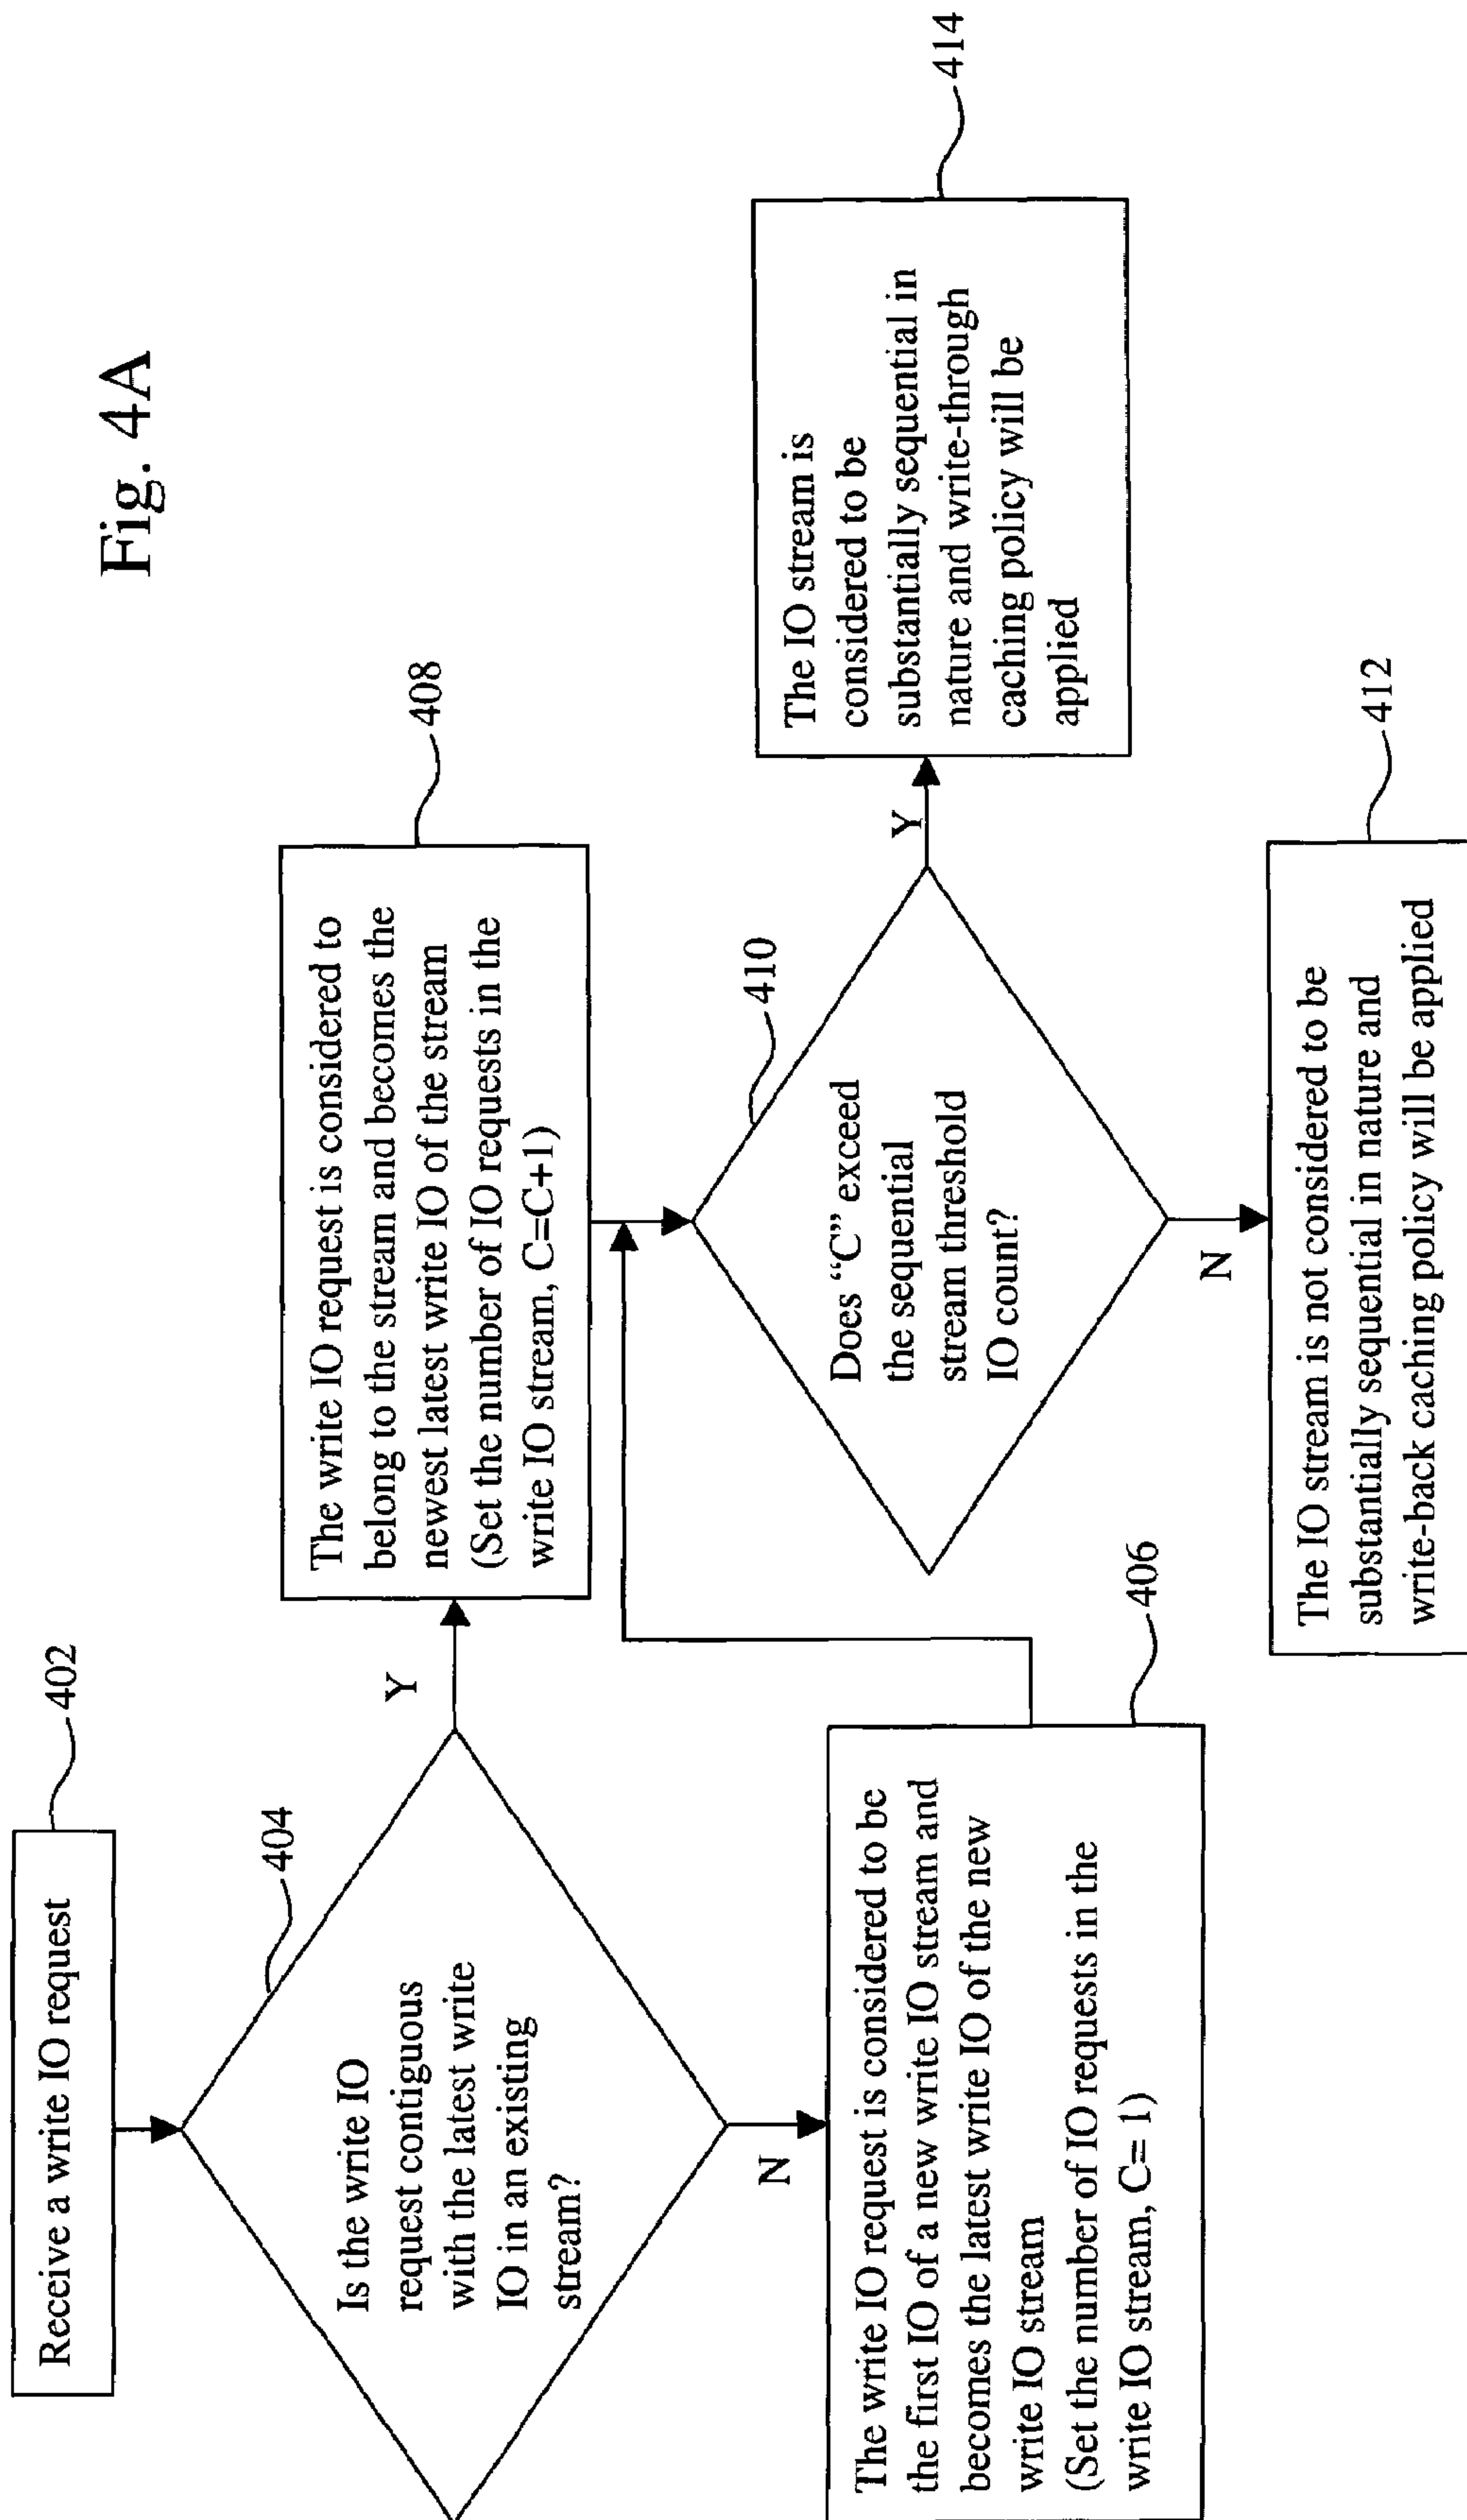 Fig. 4A
Receive a write IO request
402
404
Is the write IO
request contiguous
with the latest write
IO in an existing
stream?
Y
N
The write IO request is considered to
belong to the stream and becomes the
newest latest write IO of the stream
(Set the number of IO requests in the
write IO stream, C=C+1)
408
The write IO request is considered to be
the first IO of a new write IO stream and
becomes the latest write IO of the new
write IO stream
(Set the number of IO requests in the
write IO stream, C= 1)
406
410
Does “C” exceed
the sequential
stream threshold
IO count?
Y
N
The IO stream is
considered to be
substantially sequential in
nature and write-through
caching policy will be
applied
414
The IO stream is not considered to be
substantially sequential in nature and
write-back caching policy will be applied
412